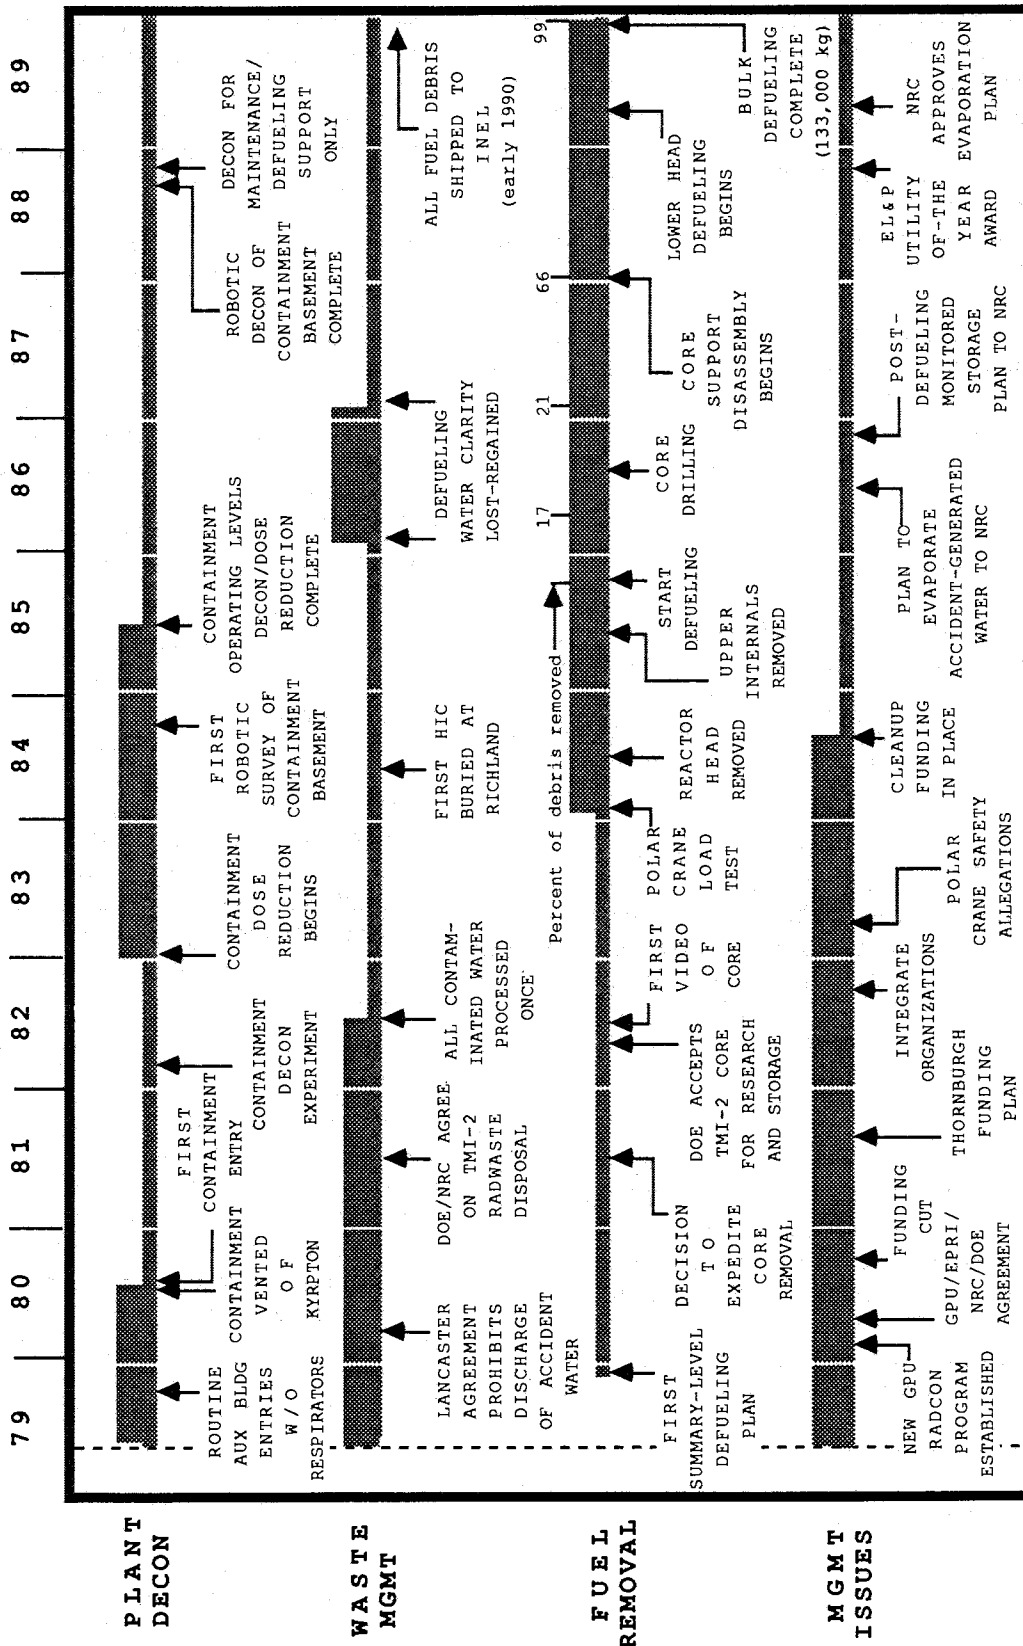 79 80 81 82 83 84 85 86 87 88 89
PLANT
DECON
ROUTINE
AUX BLDG
ENTRIES
W/O
RESPIRATORS
CONTAINMENT
VENTED
OF
KYRPTON
FIRST
CONTAINMENT
ENTRY
CONTAINMENT
DECON
EXPERIMENT
CONTAINMENT
DOSE
REDUCTION
BEGINS
FIRST
ROBOTIC
SURVEY OF
CONTAINMENT
BASEMENT
CONTAINMENT
OPERATING LEVELS
DECON/DOSE
REDUCTION
COMPLETE
ROBOTIC
DECON OF
CONTAINMENT
BASEMENT
COMPLETE
DECON FOR
MAINTENANCE/
DEFUELING
SUPPORT
ONLY
WASTE
MGMT
LANCASTER
AGREEMENT
PROHIBITS
DISCHARGE
OF ACCIDENT
WATER
DOE/NRC AGREE
ON TMI-2
RADWASTE
DISPOSAL
ALL CONTAM-
INATED WATER
PROCESSED
ONCE
FIRST HIC
BURIED AT
RICHLAND
DEFUELING
WATER CLARITY
LOST-REGAINED
ALL FUEL DEBRIS
SHIPPED TO
INEL
(early 1990)
FUEL
REMOVAL
Percent of debris removed
17
21
66
99
FIRST
SUMMARY-LEVEL
DEFUELING
PLAN
DECISION
TO
EXPEDITE
CORE
REMOVAL
DOE ACCEPTS
TMI-2 CORE
FOR RESEARCH
AND STORAGE
FIRST
VIDEO
OF
CORE
POLAR
CRANE
LOAD
TEST
REACTOR
HEAD
REMOVED
UPPER
INTERNALS
REMOVED
START
DEFUELING
CORE
DRILLING
CORE
SUPPORT
DISASSEMBLY
BEGINS
LOWER HEAD
DEFUELING
BEGINS
BULK
DEFUELING
COMPLETE
(133,000 kg)
MGMT
ISSUES
NEW GPU
RADCON
PROGRAM
ESTABLISHED
GPU/EPRI/
NRC/DOE
AGREEMENT
FUNDING
CUT
THORNBURGH
FUNDING
PLAN
INTEGRATE
ORGANIZATIONS
POLAR
CRANE SAFETY
ALLEGATIONS
CLEANUP
FUNDING
IN PLACE
PLAN TO
EVAPORATE
ACCIDENT-GENERATED
WATER TO NRC
POST-
DEFUELING
MONITORED
STORAGE
PLAN TO NRC
EL&P
UTILITY
OF-THE
YEAR
AWARD
NRC
APPROVES
EVAPORATION
PLAN